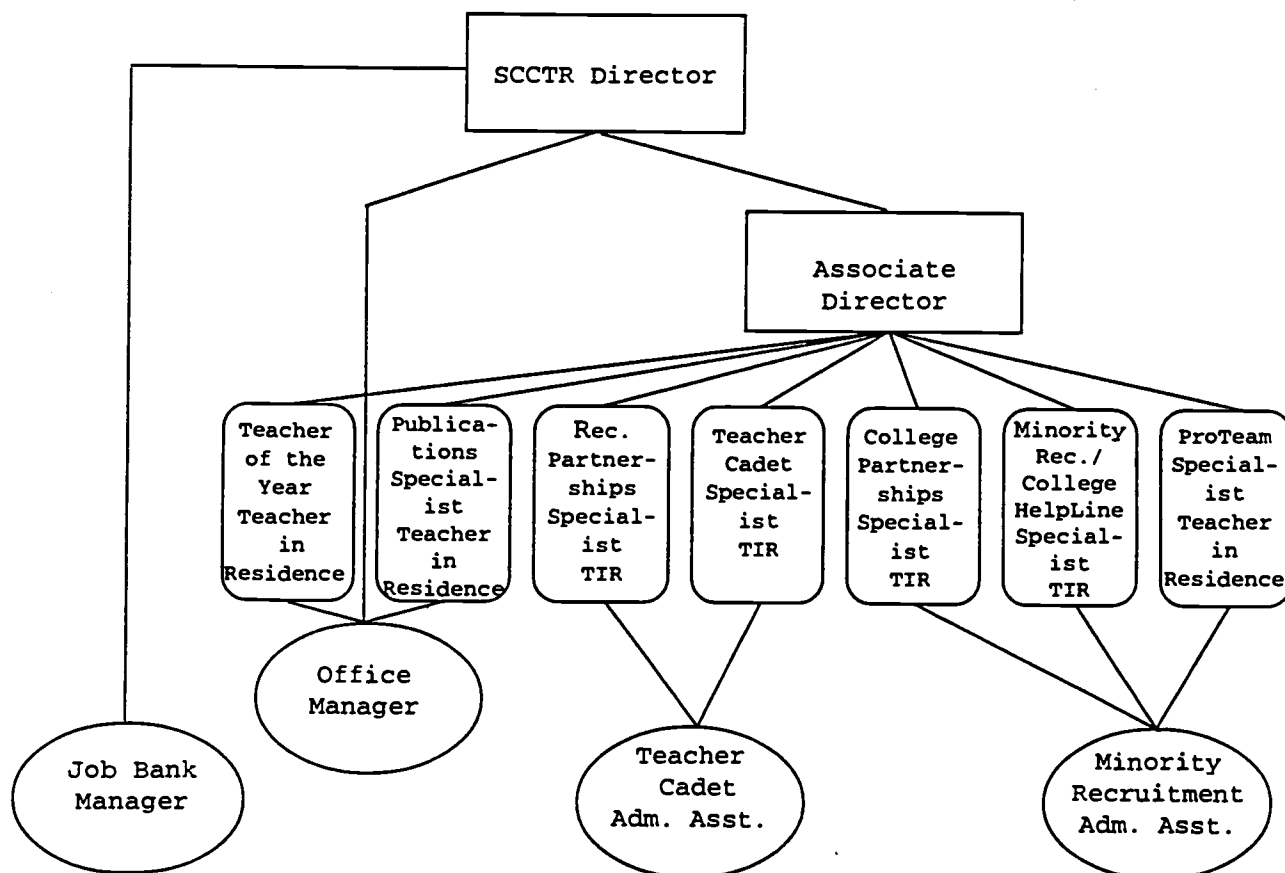 SCCTR Director
Associate
Director
Teacher
of the
Year
Teacher
in
Residence
Publica-
tions
Special-
ist
Teacher
in
Residence
Rec.
Partner-
ships
Special-
ist
TIR
Teacher
Cadet
Special-
ist
TIR
College
Partner-
ships
Special-
ist
TIR
Minority
Rec./
College
HelpLine
Special-
ist
TIR
ProTeam
Special-
ist
Teacher
in
Residence
Office
Manager
Job Bank
Manager
Teacher
Cadet
Adm. Asst.
Minority
Recruitment
Adm. Asst.